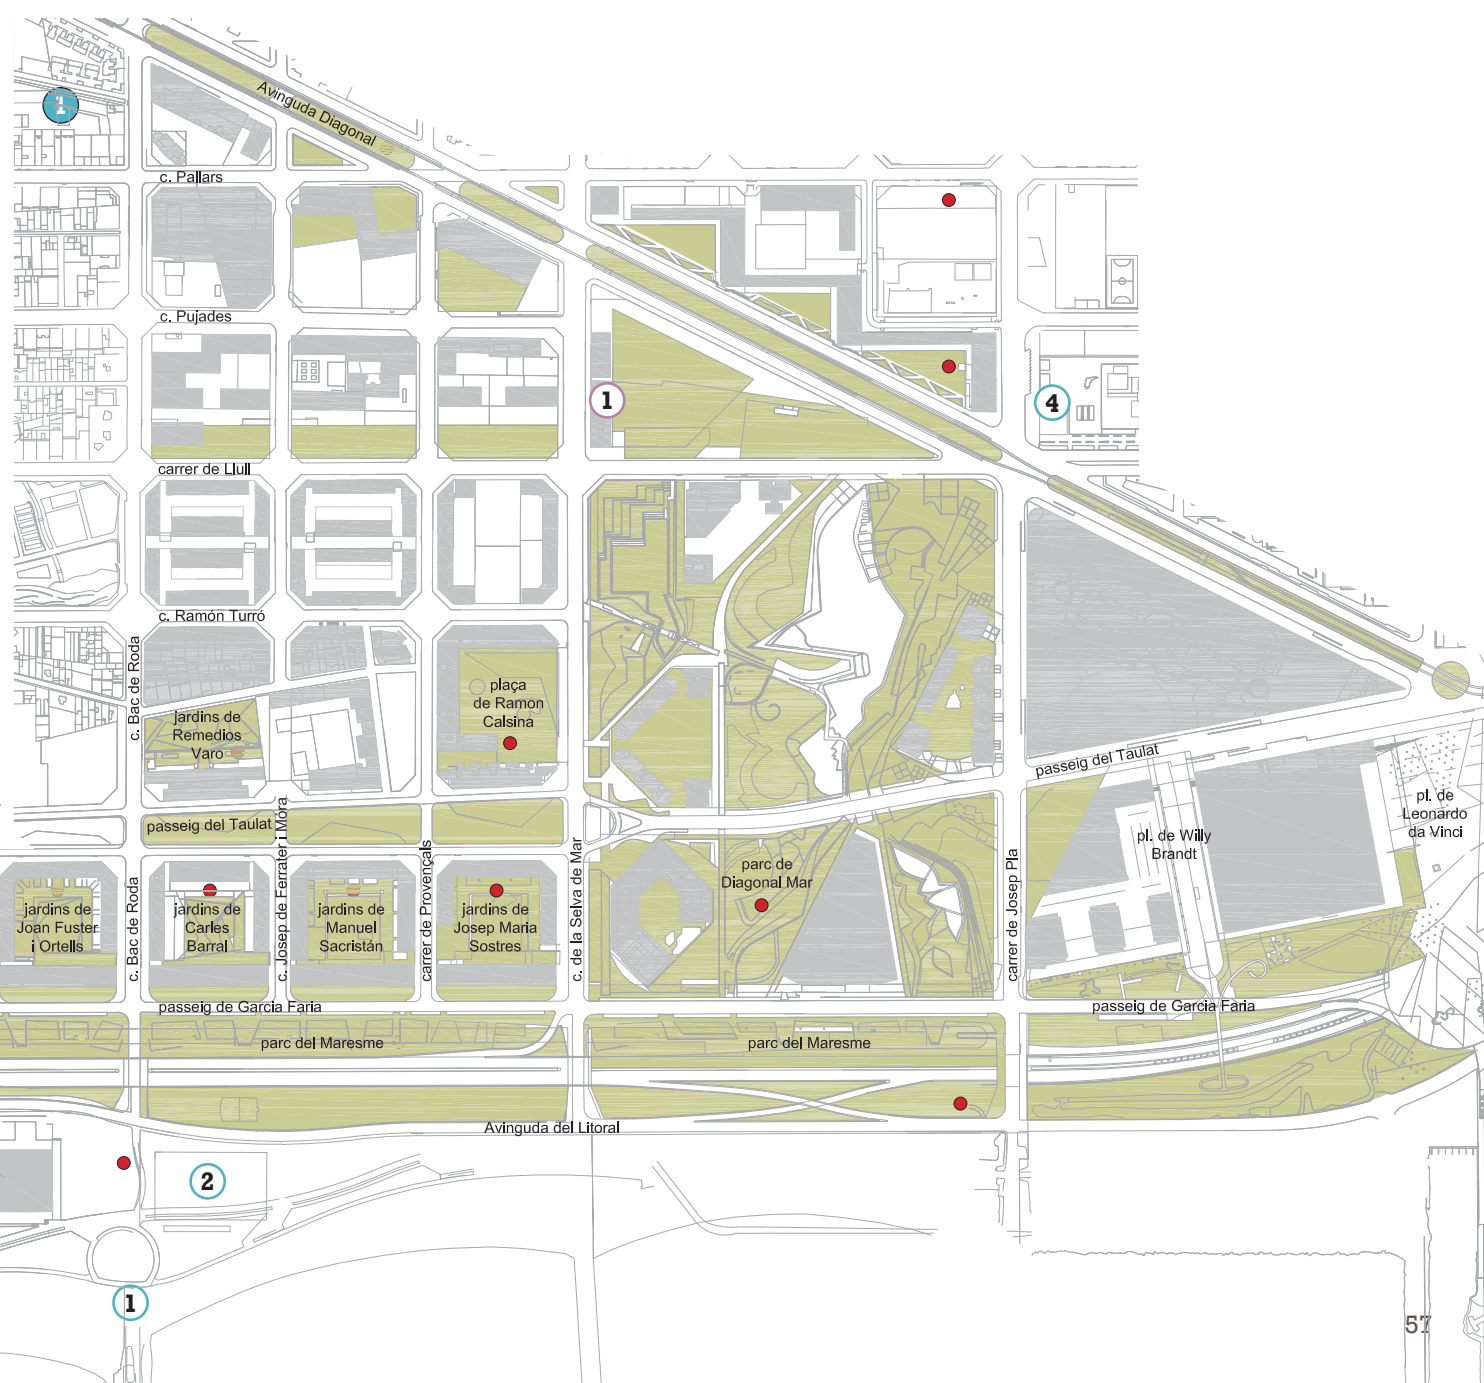 Avinguda Diagonal
1
c. Pallars
c. Pujades
1
4
carrer de Llull
c. Ramón Turró
c. Bac de Roda
plaça
de Ramon
Calsina
jardins de
Remedios
Varo
passeig del Taulat
pl. de
Leonardo
da Vinci
pl. de Willy
Brandt
passeig del Taulat
c. Josep de Ferrater i Móra
carrer de Provençals
c. de la Selva de Mar
carrer de Josep Pla
parc de
Diagonal Mar
c. Bac de Roda
jardins de
Joan Fuster
i Ortells
jardins de
Carles
Barral
jardins de
Manuel
Sacristán
jardins de
Josep Maria
Sostres
passeig de Garcia Faria
passeig de Garcia Faria
parc del Maresme
parc del Maresme
Avinguda del Litoral
2
1
57